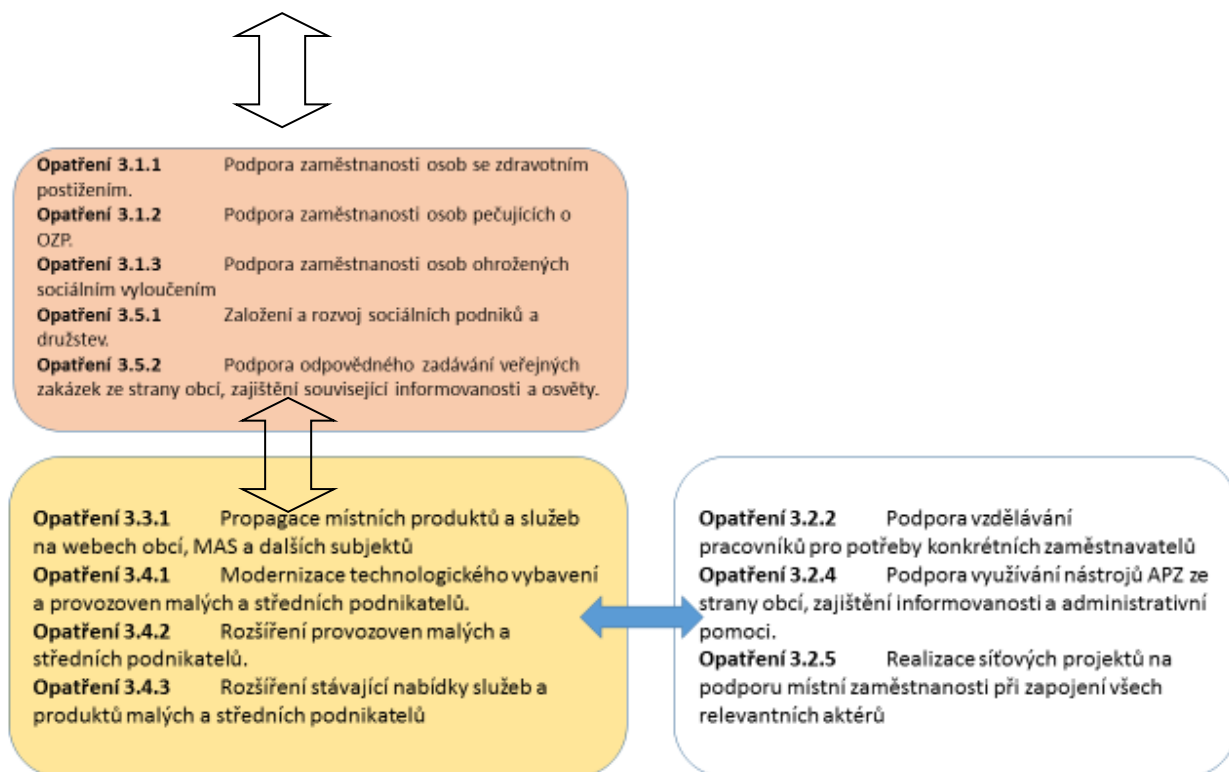 Opatření 3.1.1 Podpora zaměstnanosti osob se zdravotním
postižením.
Opatření 3.1.2 Podpora zaměstnanosti osob pečujících o
OZP.
Opatření 3.1.3 Podpora zaměstnanosti osob ohrožených
sociálním vyloučením
Opatření 3.5.1 Založení a rozvoj sociálních podniků a
družstev.
Opatření 3.5.2 Podpora odpovědného zadávání veřejných
zakázek ze strany obcí, zajištění související informovanosti a osvěty.
Opatření 3.3.1 Propagace místních produktů a služeb
na webech obcí, MAS a dalších subjektů
Opatření 3.4.1 Modernizace technologického vybavení
a provozoven malých a středních podnikatelů.
Opatření 3.4.2 Rozšíření provozoven malých a
středních podnikatelů.
Opatření 3.4.3 Rozšíření stávající nabídky služeb a
produktů malých a středních podnikatelů
Opatření 3.2.2 Podpora vzdělávání
pracovníků pro potřeby konkrétních zaměstnavatelů
Opatření 3.2.4 Podpora využívání nástrojů APZ ze
strany obcí, zajištění informovanosti a administrativní
pomoci.
Opatření 3.2.5 Realizace síťových projektů na
podporu místní zaměstnanosti při zapojení všech
relevantních aktérů